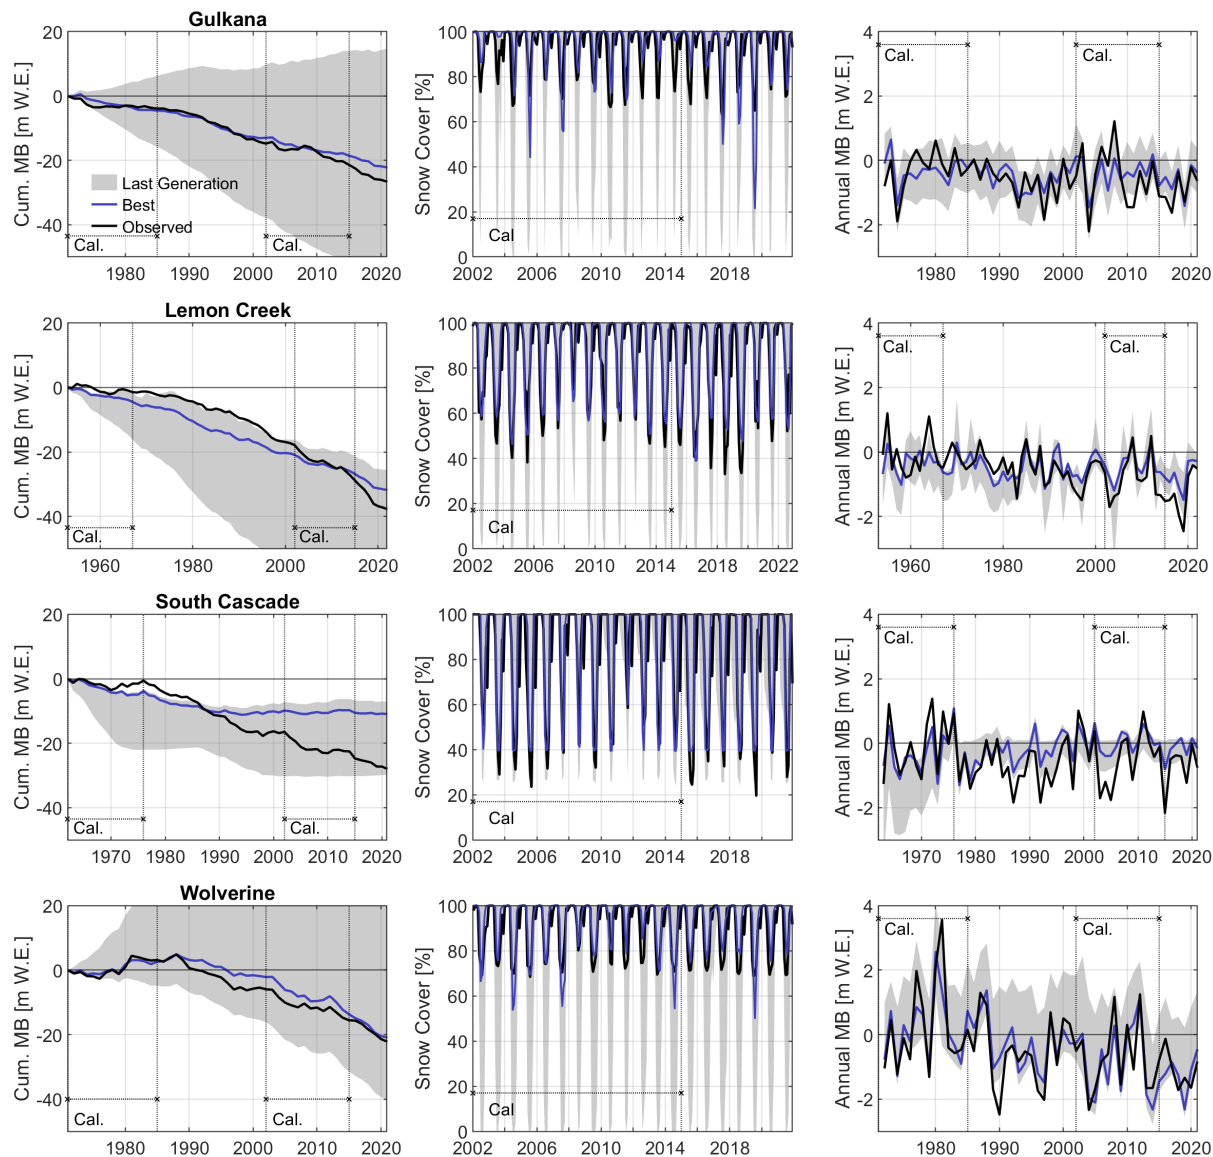 Gulkana
Cum. MB [m W.E.]
20
0
-20
-40
Last Generation
Best
Observed
Cal.
Cal.
1980 1990 2000 2010 2020
Snow Cover [%]
100
80
60
40
20
0
Cal
2002 2006 2010 2014 2018
Annual MB [m W.E.]
4
2
0
-2
Cal.
Cal.
1980 1990 2000 2010 2020
Lemon Creek
Cum. MB [m W.E.]
20
0
-20
-40
Cal.
Cal.
1960 1980 2000 2020
Snow Cover [%]
100
80
60
40
20
0
Cal
2002 2006 2010 2014 2018 2022
Annual MB [m W.E.]
4
2
0
-2
Cal.
Cal.
1960 1980 2000 2020
South Cascade
Cum. MB [m W.E.]
20
0
-20
-40
Cal.
Cal.
1970 1980 1990 2000 2010 2020
Snow Cover [%]
100
80
60
40
20
0
Cal
2002 2006 2010 2014 2018
Annual MB [m W.E.]
4
2
0
-2
Cal.
Cal.
1970 1980 1990 2000 2010 2020
Wolverine
Cum. MB [m W.E.]
20
0
-20
-40
Cal.
Cal.
1980 1990 2000 2010 2020
Snow Cover [%]
100
80
60
40
20
0
Cal
2002 2006 2010 2014 2018
Annual MB [m W.E.]
4
2
0
-2
Cal.
Cal.
1980 1990 2000 2010 2020